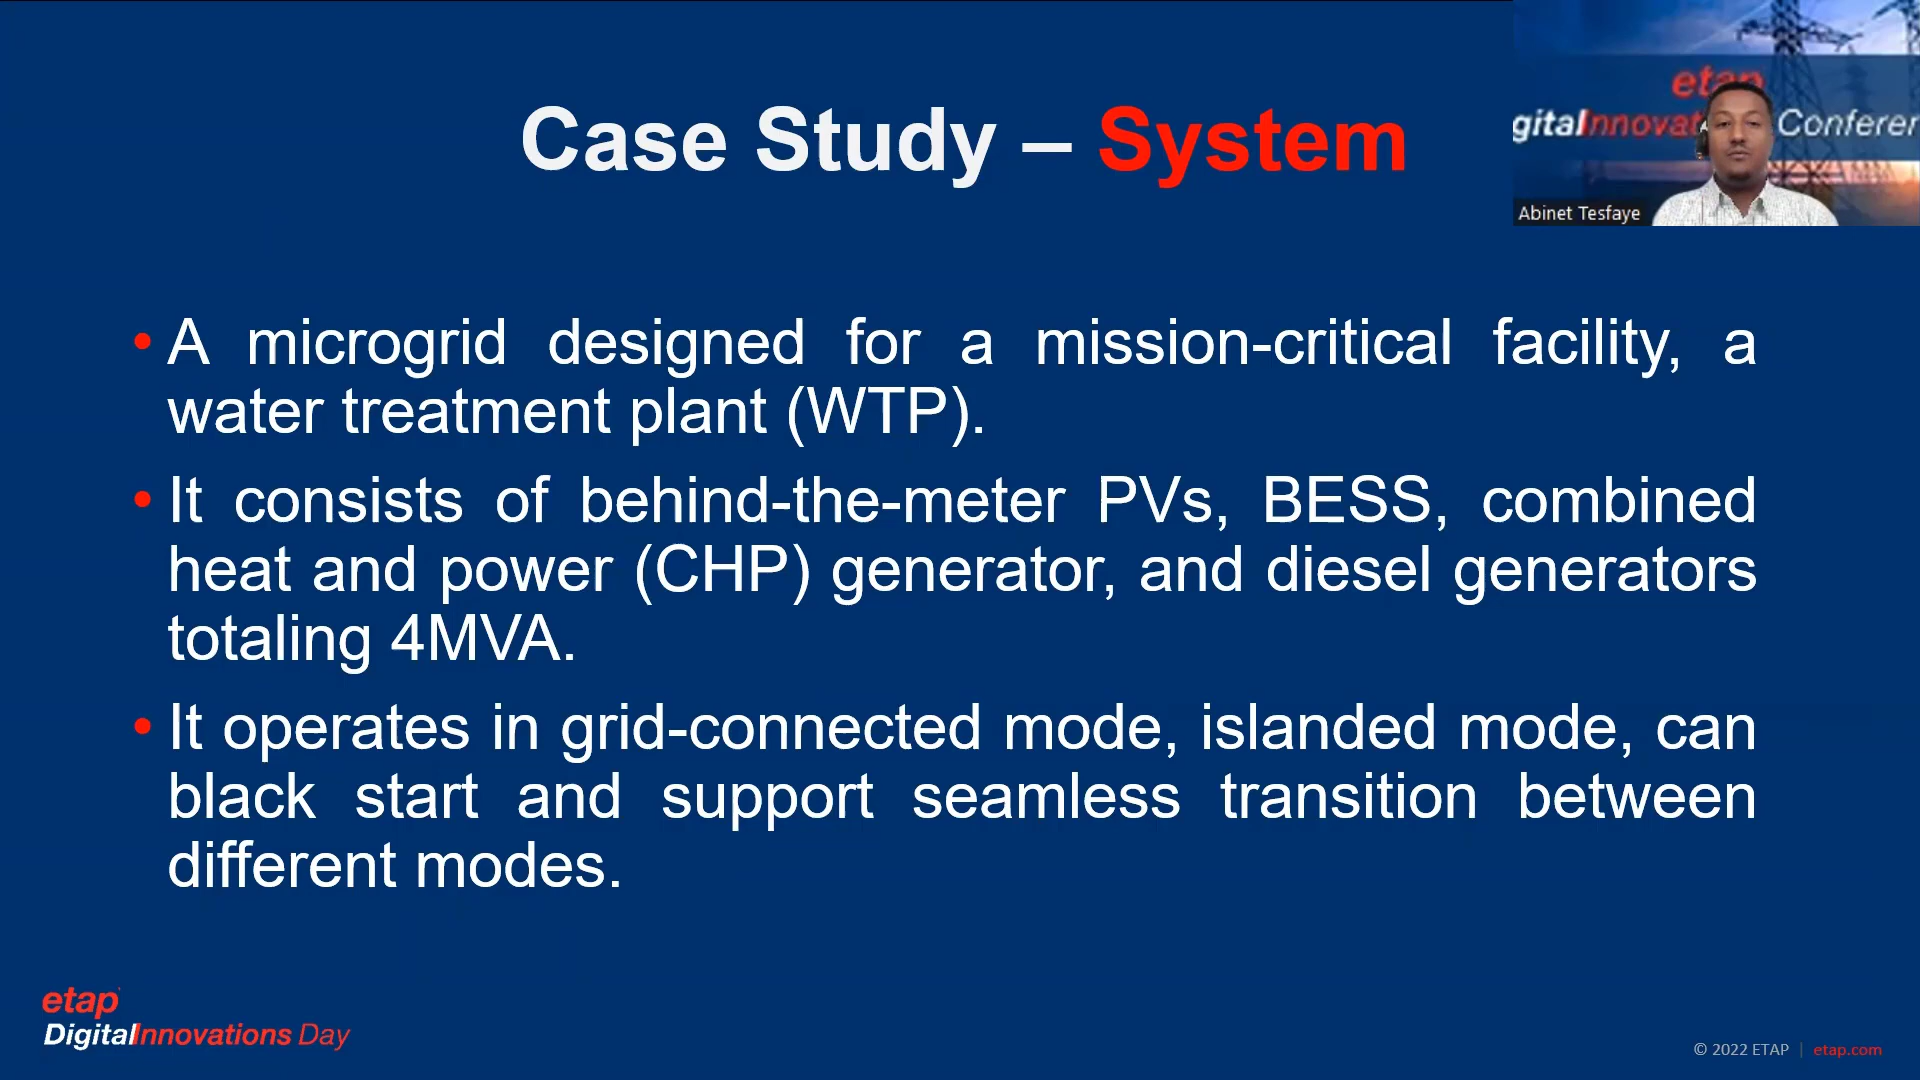 Case Study – System
etap
gitalInnovat Conferen
Abinet Tesfaye
• A microgrid designed for a mission-critical facility, a
water treatment plant (WTP).
• It consists of behind-the-meter PVs, BESS, combined
heat and power (CHP) generator, and diesel generators
totaling 4MVA.
• It operates in grid-connected mode, islanded mode, can
black start and support seamless transition between
different modes.
etap
DigitalInnovations Day
© 2022 ETAP | etap.com